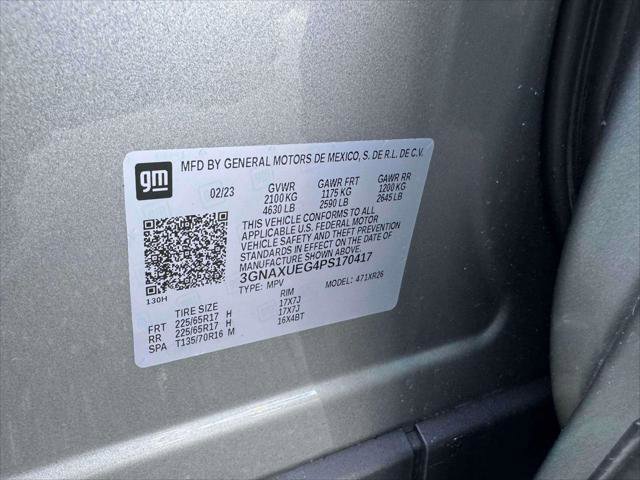 gm
MFD BY GENERAL MOTORS DE MEXICO, S. DE R.L. DE C.V.
02/23 GVWR GAWR FRT GAWR RR
2100 KG 1175 KG 1200 KG
4630 LB 2590 LB 2645 LB
THIS VEHICLE CONFORMS TO ALL
APPLICABLE U.S. FEDERAL MOTOR
VEHICLE SAFETY AND THEFT PREVENTION
STANDARDS IN EFFECT ON THE DATE OF
MANUFACTURE SHOWN ABOVE.
3GNAXUEG4PS170417
TYPE: MPV MODEL: 471XR26
130H
TIRE SIZE RIM
FRT 225/65R17 H 17X7J
RR 225/65R17 H 17X7J
SPA T135/70R16 M 16X4BT